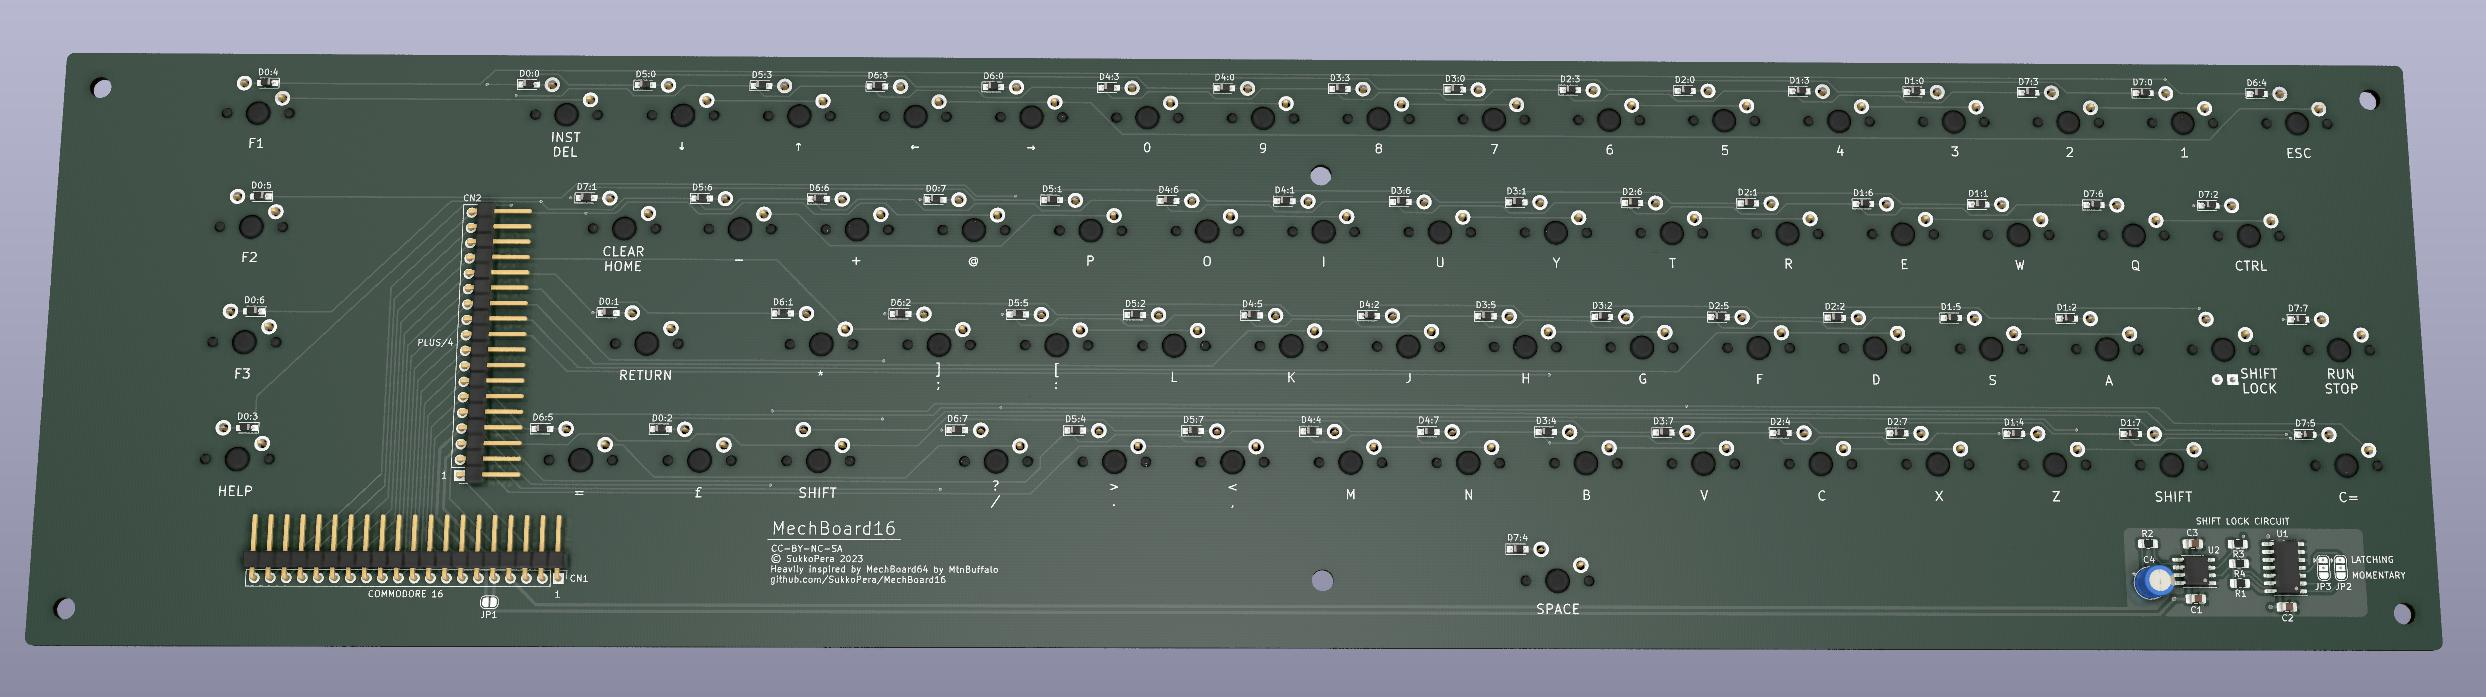 D0:4 D0:0 D5:0 D5:3 D6:3 D6:0 D4:3 D4:0 D3:3 D3:0 D2:3 D2:0 D1:3 D1:0 D7:3 D7:0 D6:4
F1 INST DEL ↓ ↑ ← → 0 9 8 7 6 5 4 3 2 1 ESC
D0:5 CN2 D7:1 D5:6 D6:6 D0:7 D5:1 D4:6 D4:1 D3:6 D3:1 D2:6 D2:1 D1:6 D1:1 D7:6 D7:2
F2 CLEAR HOME - + @ P O I U Y T R E W Q CTRL
D0:6 D0:1 D6:1 D6:2 D5:5 D5:2 D4:5 D4:2 D3:5 D3:2 D2:5 D2:2 D1:5 D1:2 D7:7
PLUS/4
F3 RETURN * ] ; [ : L K J H G F D S A SHIFT LOCK RUN STOP
D0:3 D6:5 D0:2 D6:7 D5:4 D5:7 D4:4 D4:7 D3:4 D3:7 D2:4 D2:7 D1:4 D1:7 D7:5
1
HELP = £ SHIFT ? / > . < , M N B V C X Z SHIFT C=
MechBoard16
CC-BY-NC-SA
© SukkoPera 2023
Heavily inspired by MechBoard64 by MtnBuffalo
github.com/SukkoPera/MechBoard16
CN1
COMMODORE 16 1
JP1
D7:4
SPACE
SHIFT LOCK CIRCUIT
R2 C3 U2 R3 U1
C4 R4 LATCHING
MOMENTARY
R1 JP3 JP2
C1 C2